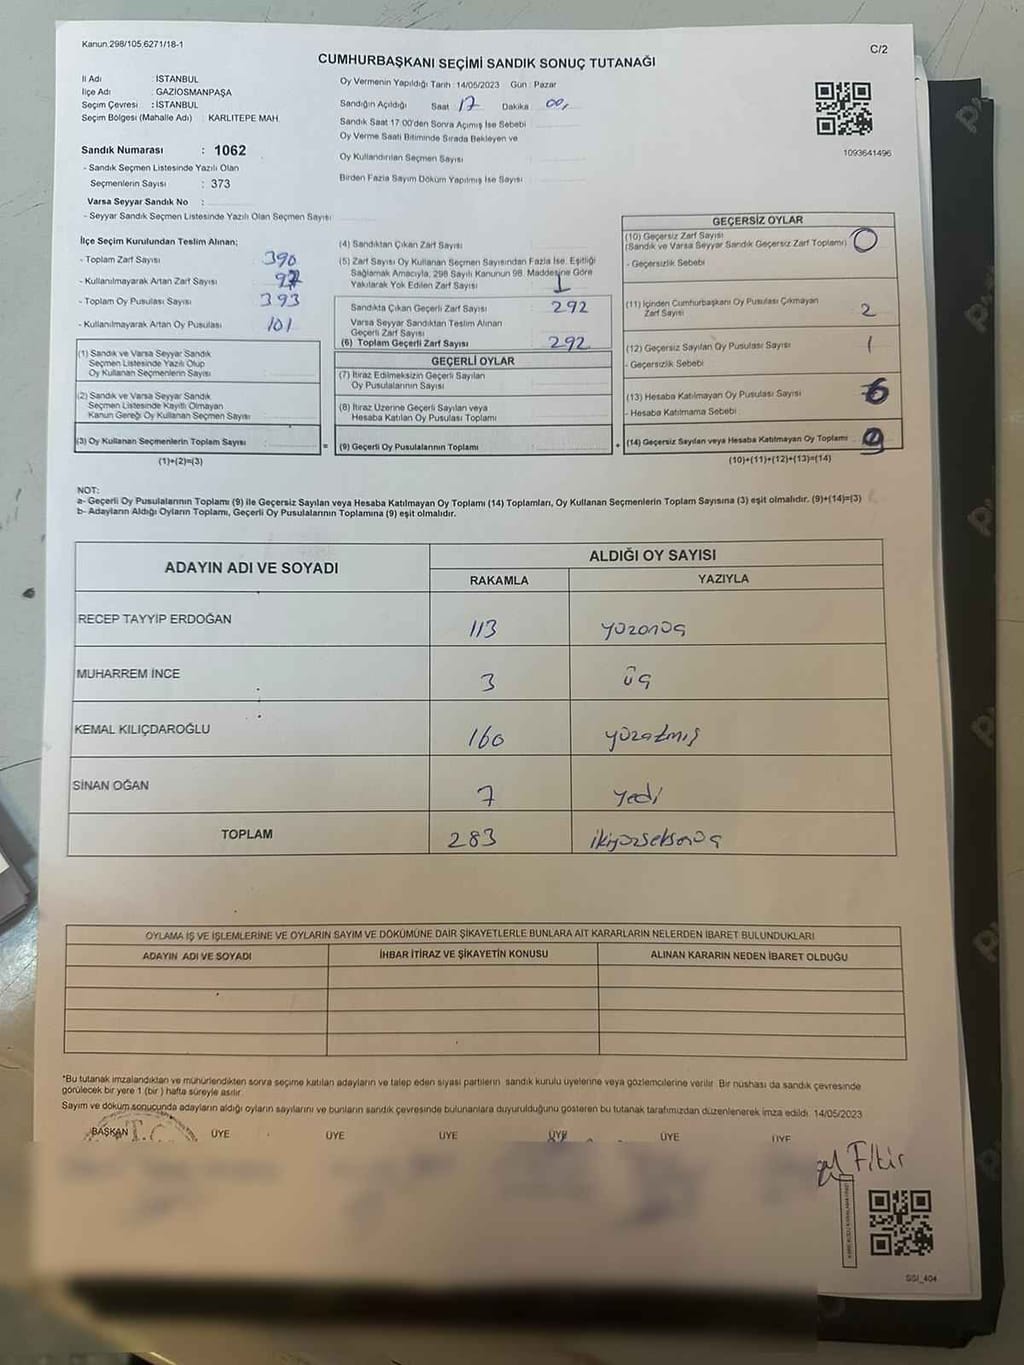 Kanun.298/105,6271/18-1
C/2
CUMHURBAŞKANI SEÇİMİ SANDIK SONUÇ TUTANAĞI
İl Adı : İSTANBUL
İlçe Adı : GAZİOSMANPAŞA
Seçim Çevresi : İSTANBUL
Seçim Bölgesi (Mahalle Adı) KARLITEPE MAH.
Sandık Numarası : 1062
- Sandık Seçmen Listesinde Yazılı Olan
Seçmenlerin Sayısı : 373
Varsa Seyyar Sandık No :
- Seyyar Sandık Seçmen Listesinde Yazılı Olan Seçmen Sayısı
Oy Vermenin Yapıldığı Tarih :14/05/2023 Gün : Pazar
Sandığın Açıldığı Saat 17 Dakika 00,
Sandık Saat 17:00'den Sonra Açılmış İse Sebebi
Oy Verme Saati Bitiminde Sırada Bekleyen ve
Oy Kullandırılan Seçmen Sayısı
Birden Fazla Sayım Döküm Yapılmış İse Sayısı
1093641496
İlçe Seçim Kurulundan Teslim Alınan;
- Toplam Zarf Sayısı 390
- Kullanılmayarak Artan Zarf Sayısı
- Toplam Oy Pusulası Sayısı 393
- Kullanılmayarak Artan Oy Pusulası 101
(1) Sandık ve Varsa Seyyar Sandık
Seçmen Listesinde Yazılı Olup
Oy Kullanan Seçmenlerin Sayısı
(2) Sandık ve Varsa Seyyar Sandık
Seçmen Listesinde Kayıtlı Olmayan
Kanun Gereği Oy Kullanan Seçmen Sayısı
(3) Oy Kullanan Seçmenlerin Toplam Sayısı
(1)+(2)=(3)
(4) Sandıktan Çıkan Zarf Sayısı
(5) Zarf Sayısı Oy Kullanan Seçmen Sayısından Fazla İse, Eşitliği
Sağlamak Amacıyla, 298 Sayılı Kanunun 98. Maddesine Göre
Yakılarak Yok Edilen Zarf Sayısı 1
Sandıkta Çıkan Geçerli Zarf Sayısı 292
Varsa Seyyar Sandıktan Teslim Alınan
Geçerli Zarf Sayısı
(6) Toplam Geçerli Zarf Sayısı 292
GEÇERLİ OYLAR
(7) İtiraz Edilmeksizin Geçerli Sayılan
Oy Pusulalarının Sayısı
(8) İtiraz Üzerine Geçerli Sayılan veya
Hesaba Katılan Oy Pusulası Toplamı
= (9) Geçerli Oy Pusulalarının Toplamı
GEÇERSİZ OYLAR
(10) Geçersiz Zarf Sayısı
(Sandık ve Varsa Seyyar Sandık Geçersiz Zarf Toplamı) 0
- Geçersizlik Sebebi
(11) İçinden Cumhurbaşkanı Oy Pusulası Çıkmayan
Zarf Sayısı 2
(12) Geçersiz Sayılan Oy Pusulası Sayısı 1
- Geçersizlik Sebebi
(13) Hesaba Katılmayan Oy Pusulası Sayısı 6
- Hesaba Katılmama Sebebi
+ (14) Geçersiz Sayılan veya Hesaba Katılmayan Oy Toplamı 9
(10)+(11)+(12)+(13)=(14)
NOT:
a- Geçerli Oy Pusulalarının Toplamı (9) ile Geçersiz Sayılan veya Hesaba Katılmayan Oy Toplamı (14) Toplamları, Oy Kullanan Seçmenlerin Toplam Sayısına (3) eşit olmalıdır. (9)+(14)=(3)
b- Adayların Aldığı Oyların Toplamı, Geçerli Oy Pusulalarının Toplamına (9) eşit olmalıdır.
ADAYIN ADI VE SOYADI
ALDIĞI OY SAYISI
RAKAMLA YAZIYLA
RECEP TAYYİP ERDOĞAN 113 yüzonüç
MUHARREM İNCE 3 üç
KEMAL KILIÇDAROĞLU 160 yüzatmış
SİNAN OĞAN 7 yedi
TOPLAM 283 ikiyüzseksenüç
OYLAMA İŞ VE İŞLEMLERİNE VE OYLARIN SAYIM VE DÖKÜMÜNE DAİR ŞİKAYETLERLE BUNLARA AİT KARARLARIN NELERDEN İBARET BULUNDUKLARI
ADAYIN ADI VE SOYADI İHBAR İTİRAZ VE ŞİKAYETİN KONUSU ALINAN KARARIN NEDEN İBARET OLDUĞU
*Bu tutanak imzalandıktan ve mühürlendikten sonra seçime katılan adayların ve talep eden siyasi partilerin sandık kurulu üyelerine veya gözlemcilerine verilir. Bir nüshası da sandık çevresinde
görülecek bir yere 1 (bir) hafta süreyle asılır.
Sayım ve döküm sonucunda adayların aldığı oyların sayılarını ve bunların sandık çevresinde bulunanlara duyurulduğunu gösteren bu tutanak tarafımızdan düzenlenerek imza edildi. 14/05/2023
BAŞKAN ÜYE ÜYE ÜYE ÜYE ÜYE ÜYE
T.C.
Fikir
SSI_404